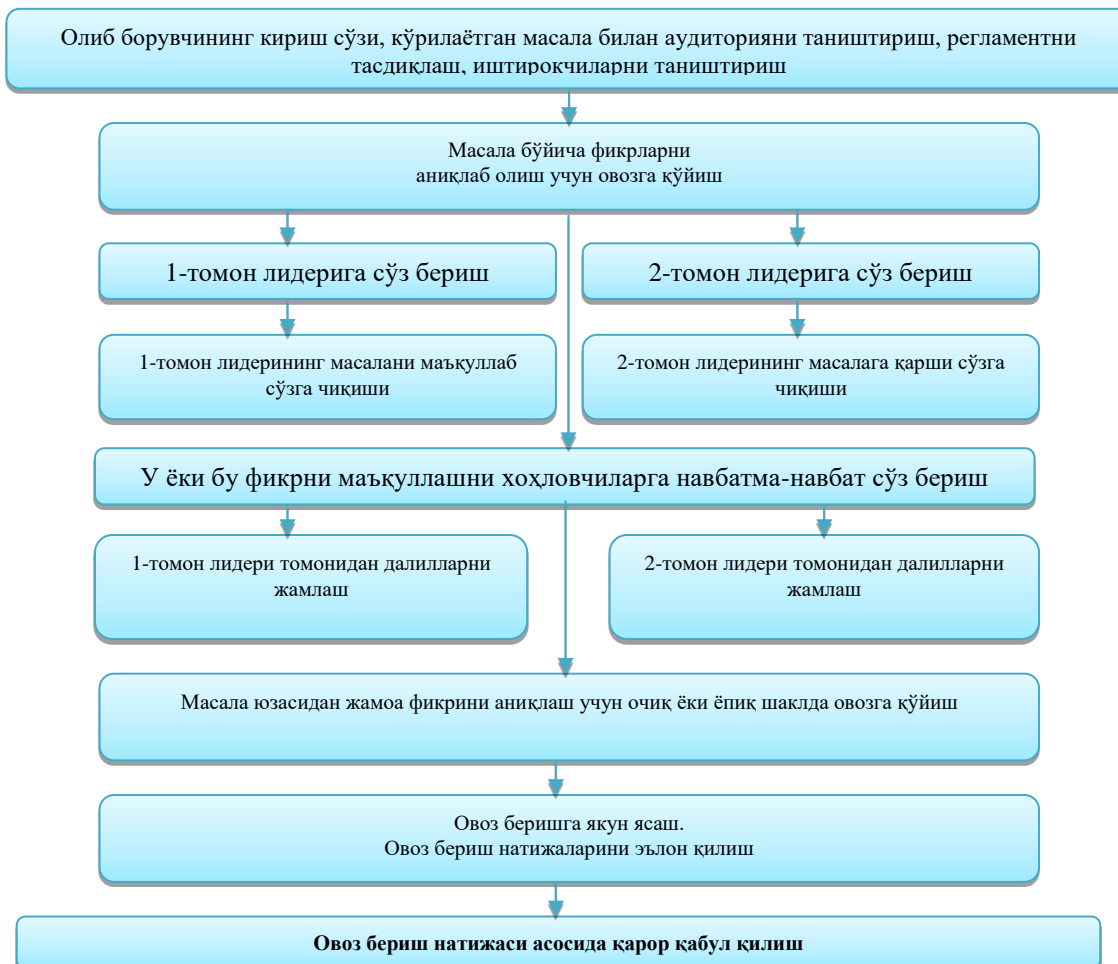 Олиб борувчининг кириш сўзи, кўрилаётган масала билан аудиторияни таништириш, регламентни
тасдиқлаш, иштирокчиларни таништириш
Масала бўйича фикрларни
аниқлаб олиш учун овозга қўйиш
1-томон лидерига сўз бериш
2-томон лидерига сўз бериш
1-томон лидерининг масалани маъқуллаб
сўзга чиқиши
2-томон лидерининг масалага қарши сўзга
чиқиши
У ёки бу фикрни маъқуллашни хоҳловчиларга навбатма-навбат сўз бериш
1-томон лидери томонидан далилларни
жамлаш
2-томон лидери томонидан далилларни
жамлаш
Масала юзасидан жамоа фикрини аниқлаш учун очиқ ёки ёпиқ шаклда овозга қўйиш
Овоз беришга якун ясаш.
Овоз бериш натижаларини эълон қилиш
Овоз бериш натижаси асосида қарор қабул қилиш